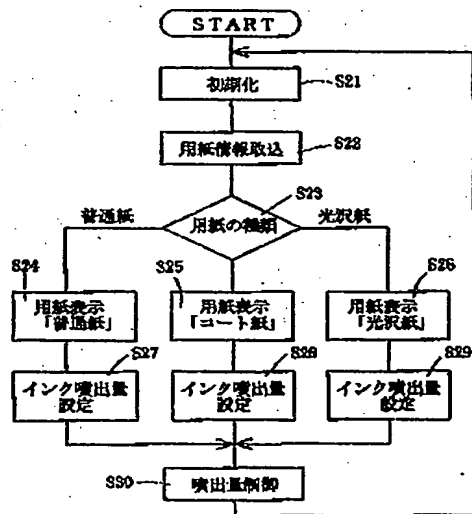 START
初期化
S21
用紙情報取込
S22
S23
普通紙
用紙の種類
光沢紙
S24
S25
S26
用紙表示
「普通紙」
用紙表示
「コート紙」
用紙表示
「光沢紙」
S27
S28
S29
インク噴出量
設定
インク噴出量
設定
インク噴出量
設定
S30
噴出量制御